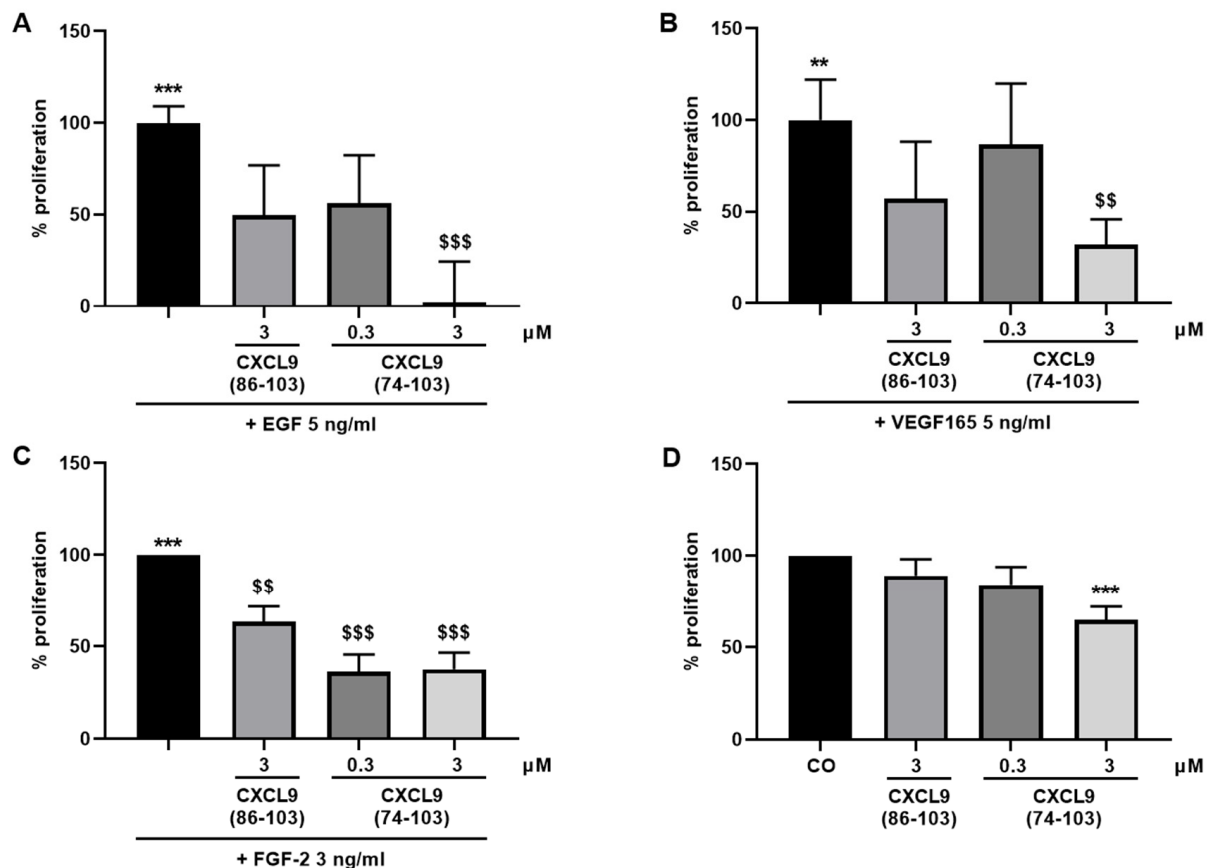 A
% proliferation
150
100
50
0
***
$$$
3 0.3 3 µM
CXCL9 CXCL9
(86-103) (74-103)
+ EGF 5 ng/ml
B
% proliferation
150
100
50
0
**
$$
3 0.3 3 µM
CXCL9 CXCL9
(86-103) (74-103)
+ VEGF165 5 ng/ml
C
% proliferation
150
100
50
0
***
$$
$$$ $$$
3 0.3 3 µM
CXCL9 CXCL9
(86-103) (74-103)
+ FGF-2 3 ng/ml
D
% proliferation
150
100
50
0
***
CO 3 0.3 3 µM
CXCL9 CXCL9
(86-103) (74-103)